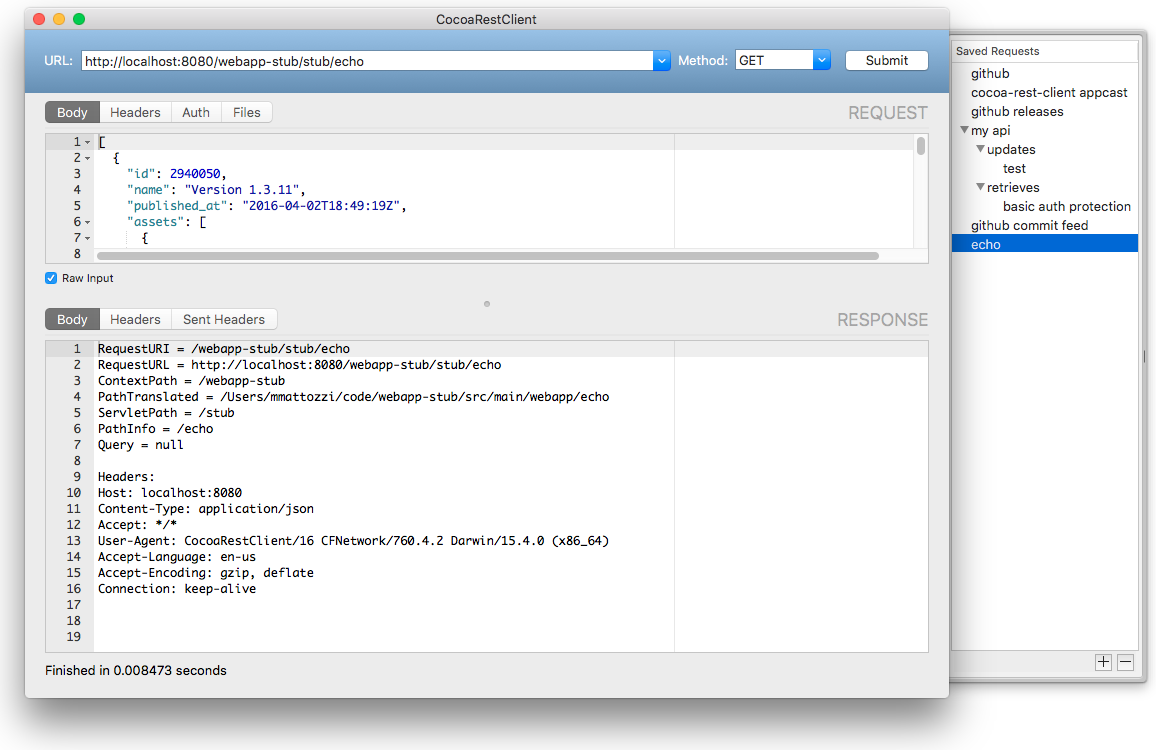 CocoaRestClient
URL: http://localhost:8080/webapp-stub/stub/echo Method: GET Submit
Body Headers Auth Files REQUEST
1 [
2 {
3 "id": 2940050,
4 "name": "Version 1.3.11",
5 "published_at": "2016-04-02T18:49:19Z",
6 "assets": [
7 {
8
Raw Input
Body Headers Sent Headers RESPONSE
1 RequestURI = /webapp-stub/stub/echo
2 RequestURL = http://localhost:8080/webapp-stub/stub/echo
3 ContextPath = /webapp-stub
4 PathTranslated = /Users/mmattozzi/code/webapp-stub/src/main/webapp/echo
5 ServletPath = /stub
6 PathInfo = /echo
7 Query = null
8
9 Headers:
10 Host: localhost:8080
11 Content-Type: application/json
12 Accept: */*
13 User-Agent: CocoaRestClient/16 CFNetwork/760.4.2 Darwin/15.4.0 (x86_64)
14 Accept-Language: en-us
15 Accept-Encoding: gzip, deflate
16 Connection: keep-alive
17
18
19
Finished in 0.008473 seconds
Saved Requests
github
cocoa-rest-client appcast
github releases
my api
updates
test
retrieves
basic auth protection
github commit feed
echo